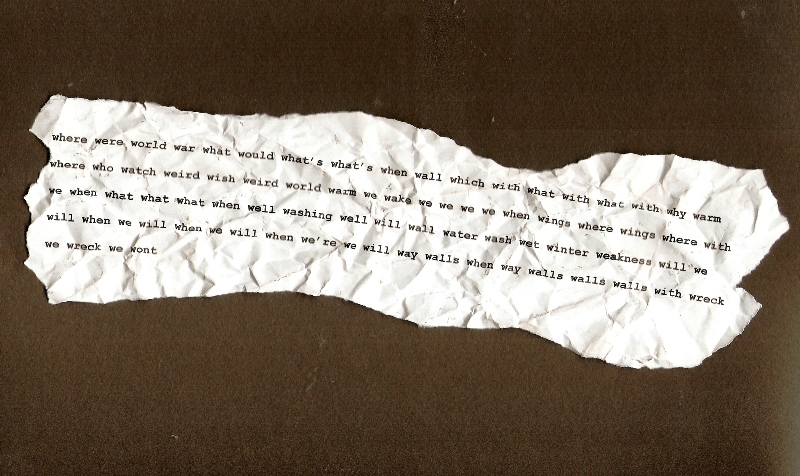 where were world war what would what's what's when wall which with what with what with why warm
where who watch weird wish weird world warm we wake we we we we when wings where wings where with
we when what what what when well washing well will wall water wash wet winter weakness will we
will when we will when we will when we're we will way walls when way walls walls walls with wreck
we wreck we wont